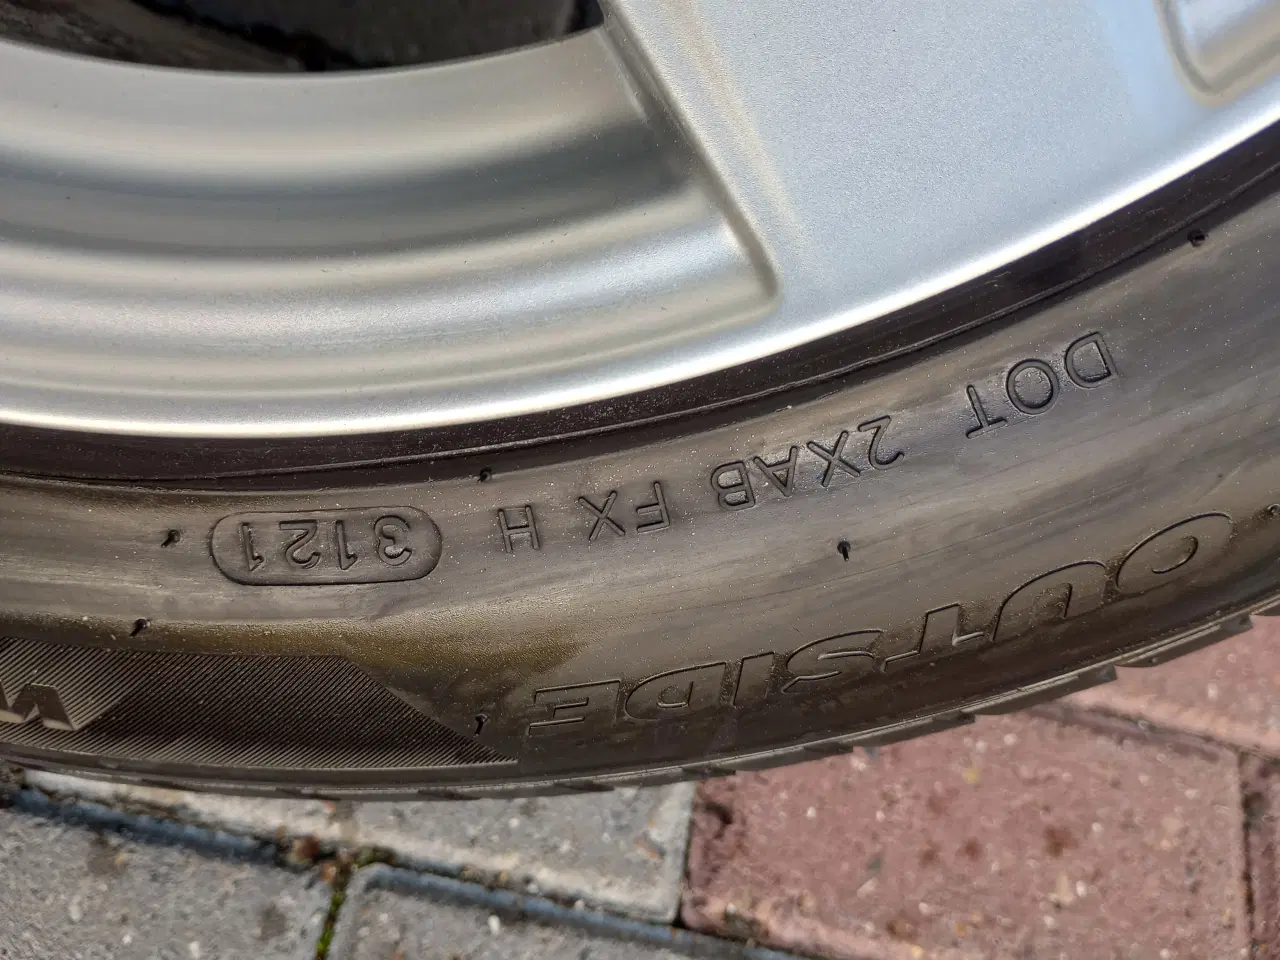 DOT 2XAB FX H 3121
OUTSIDE